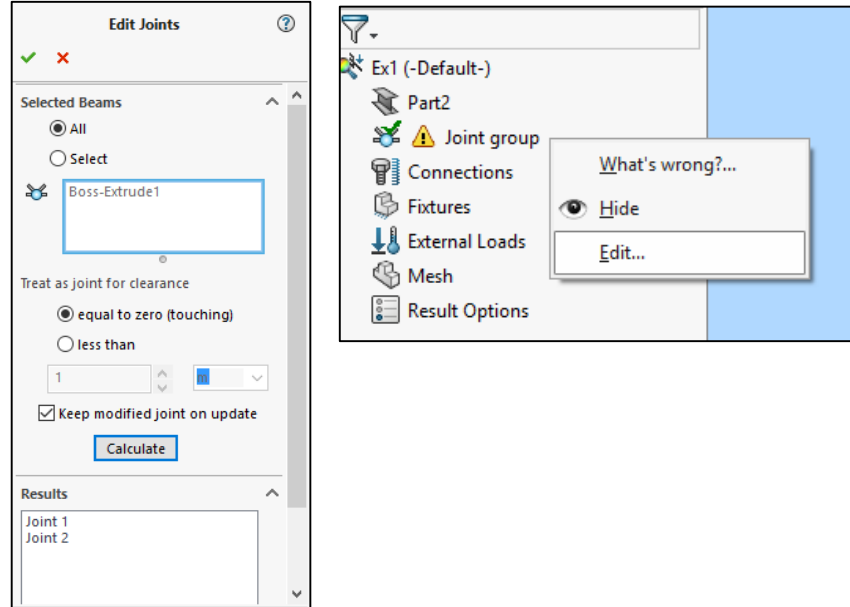 Edit Joints
?
Selected Beams
All
Select
Boss-Extrude1
Treat as joint for clearance
equal to zero (touching)
less than
1
m
Keep modified joint on update
Calculate
Results
Joint 1
Joint 2
Ex1 (-Default-)
Part2
Joint group
Connections
Fixtures
External Loads
Mesh
Result Options
What's wrong?...
Hide
Edit...